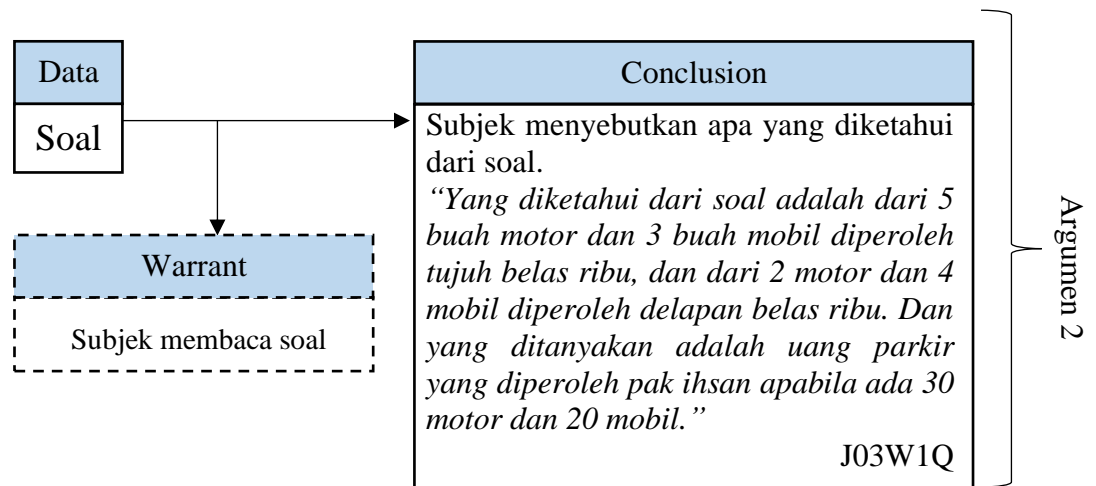 Data
Soal
Warrant
Subjek membaca soal
Conclusion
Subjek menyebutkan apa yang diketahui
dari soal.
“Yang diketahui dari soal adalah dari 5
buah motor dan 3 buah mobil diperoleh
tujuh belas ribu, dan dari 2 motor dan 4
mobil diperoleh delapan belas ribu. Dan
yang ditanyakan adalah uang parkir
yang diperoleh pak ihsan apabila ada 30
motor dan 20 mobil.”
J03W1Q
Argumen 2